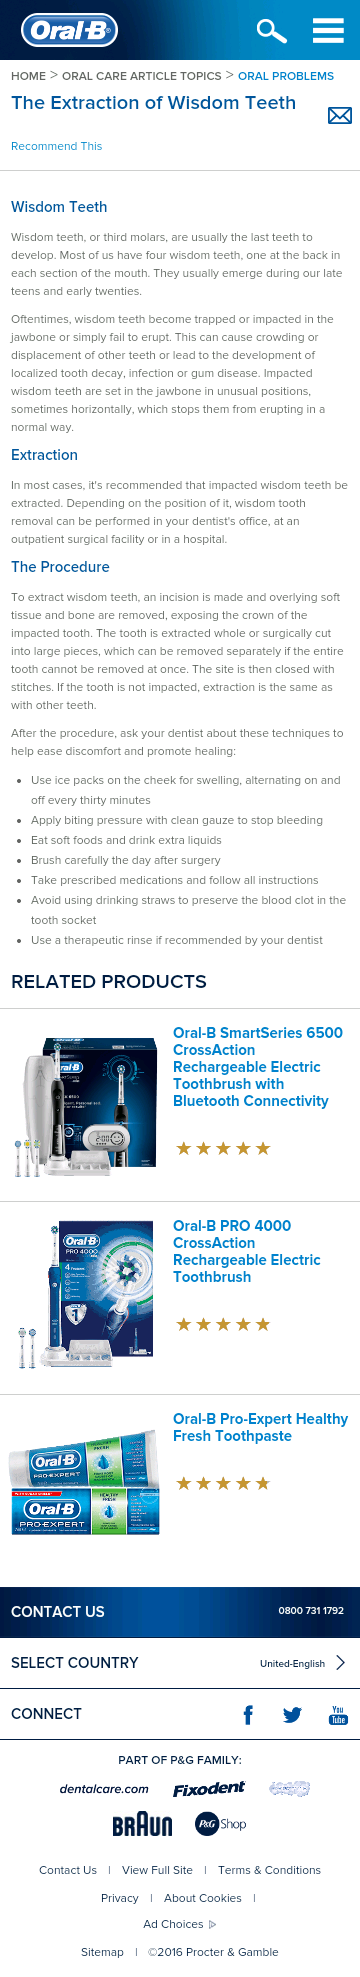 Oral-B®
HOME > ORAL CARE ARTICLE TOPICS > ORAL PROBLEMS
The Extraction of Wisdom Teeth
Recommend This
Wisdom Teeth
Wisdom teeth, or third molars, are usually the last teeth to
develop. Most of us have four wisdom teeth, one at the back in
each section of the mouth. They usually emerge during our late
teens and early twenties.
Oftentimes, wisdom teeth become trapped or impacted in the
jawbone or simply fail to erupt. This can cause crowding or
displacement of other teeth or lead to the development of
localized tooth decay, infection or gum disease. Impacted
wisdom teeth are set in the jawbone in unusual positions,
sometimes horizontally, which stops them from erupting in a
normal way.
Extraction
In most cases, it's recommended that impacted wisdom teeth be
extracted. Depending on the position of it, wisdom tooth
removal can be performed in your dentist's office, at an
outpatient surgical facility or in a hospital.
The Procedure
To extract wisdom teeth, an incision is made and overlying soft
tissue and bone are removed, exposing the crown of the
impacted tooth. The tooth is extracted whole or surgically cut
into large pieces, which can be removed separately if the entire
tooth cannot be removed at once. The site is then closed with
stitches. If the tooth is not impacted, extraction is the same as
with other teeth.
After the procedure, ask your dentist about these techniques to
help ease discomfort and promote healing:
• Use ice packs on the cheek for swelling, alternating on and
off every thirty minutes
• Apply biting pressure with clean gauze to stop bleeding
• Eat soft foods and drink extra liquids
• Brush carefully the day after surgery
• Take prescribed medications and follow all instructions
• Avoid using drinking straws to preserve the blood clot in the
tooth socket
• Use a therapeutic rinse if recommended by your dentist
RELATED PRODUCTS
Oral-B
Oral-B SmartSeries 6500
CrossAction
Rechargeable Electric
Toothbrush with
Bluetooth Connectivity
Oral-B
PRO 4000
Oral-B PRO 4000
CrossAction
Rechargeable Electric
Toothbrush
Oral-B
PRO-EXPERT
HEALTHY
FRESH
Oral-B
PRO-EXPERT
HEALTHY
FRESH
Oral-B Pro-Expert Healthy
Fresh Toothpaste
CONTACT US
0800 731 1792
SELECT COUNTRY
United-English
CONNECT
You
Tube
PART OF P&G FAMILY:
dentalcare.com
Fixodent
BRAUN
P&G Shop
Contact Us | View Full Site | Terms & Conditions
Privacy | About Cookies |
Ad Choices
Sitemap | ©2016 Procter & Gamble